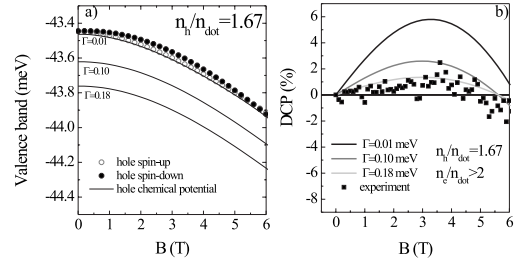 a)
n_h/n_dot=1.67
-43.4
-43.6
-43.8
-44.0
-44.2
-44.4
Γ=0.01
Γ=0.10
Γ=0.18
hole spin-up
hole spin-down
hole chemical potential
0 1 2 3 4 5 6
B (T)
Valence band (meV)
b)
6
4
2
0
-2
-4
-6
-8
DCP (%)
Γ=0.01 meV
Γ=0.10 meV
Γ=0.18 meV
experiment
n_h/n_dot=1.67
n_e/n_dot>2
0 1 2 3 4 5 6
B (T)